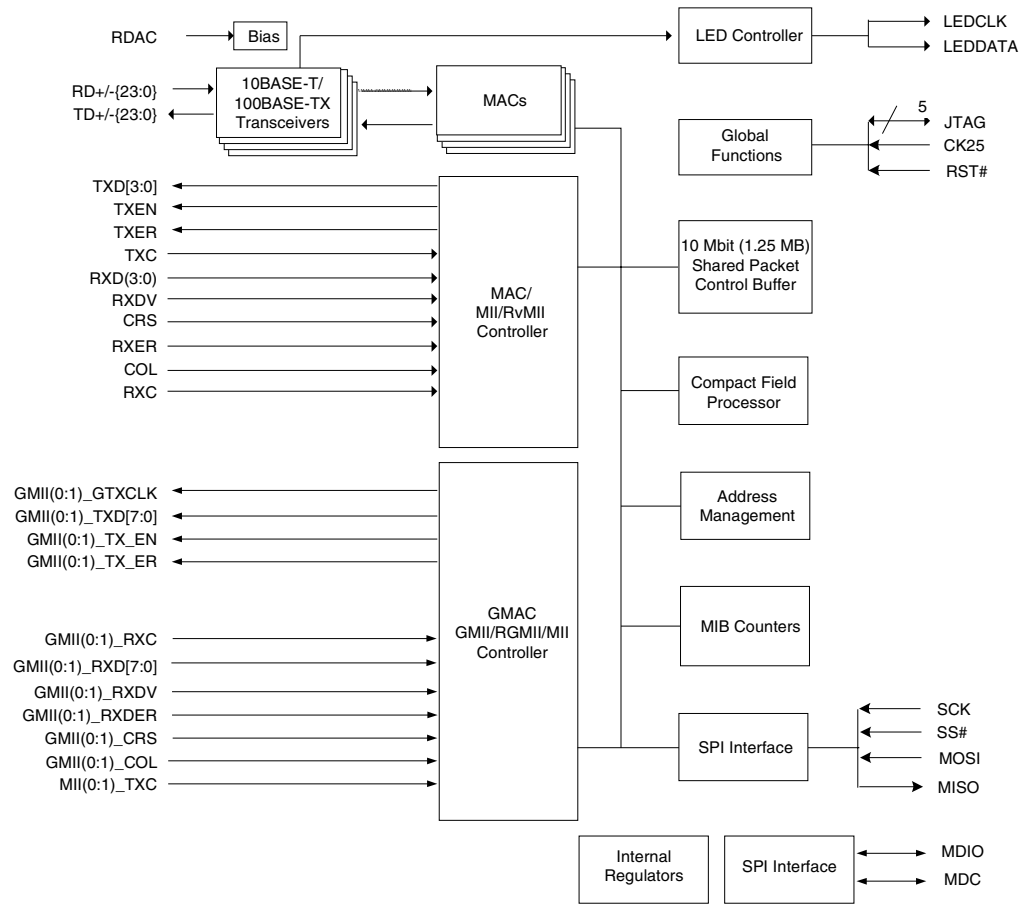 RDAC
Bias
LED Controller
LEDCLK
LEDDATA
RD+/-{23:0}
TD+/-{23:0}
10BASE-T/
100BASE-TX
Transceivers
MACs
Global
Functions
5
JTAG
CK25
RST#
TXD[3:0]
TXEN
TXER
TXC
RXD(3:0)
RXDV
CRS
RXER
COL
RXC
MAC/
MII/RvMII
Controller
10 Mbit (1.25 MB)
Shared Packet
Control Buffer
Compact Field
Processor
GMII(0:1)_GTXCLK
GMII(0:1)_TXD[7:0]
GMII(0:1)_TX_EN
GMII(0:1)_TX_ER
GMII(0:1)_RXC
GMII(0:1)_RXD[7:0]
GMII(0:1)_RXDV
GMII(0:1)_RXDER
GMII(0:1)_CRS
GMII(0:1)_COL
MII(0:1)_TXC
GMAC
GMII/RGMII/MII
Controller
Address
Management
MIB Counters
SPI Interface
SCK
SS#
MOSI
MISO
Internal
Regulators
SPI Interface
MDIO
MDC